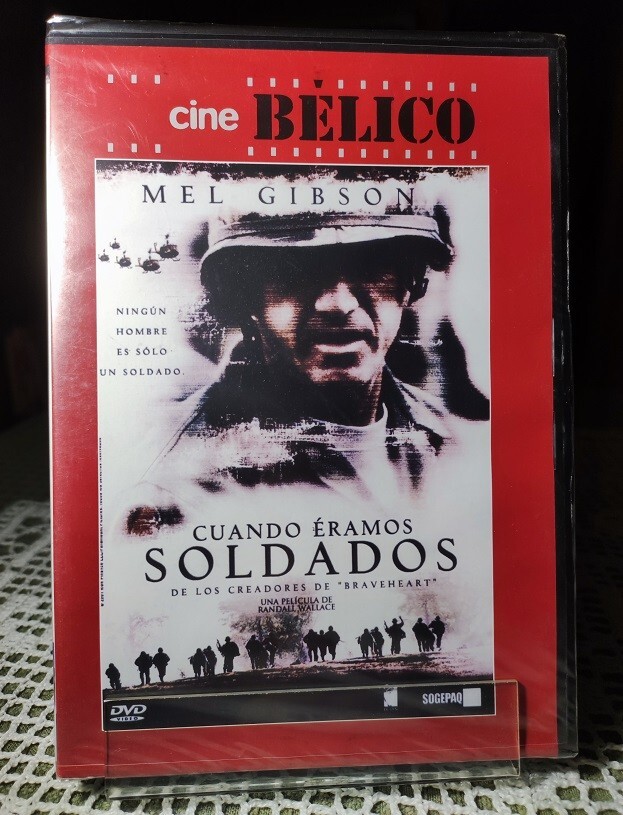 cine BÉLICO
MEL GIBSON
NINGÚN
HOMBRE
ES SÓLO
UN SOLDADO.
CUANDO ÉRAMOS
SOLDADOS
DE LOS CREADORES DE "BRAVEHEART"
UNA PELÍCULA DE
RANDALL WALLACE
DVD
VIDEO
SOGEPAQ